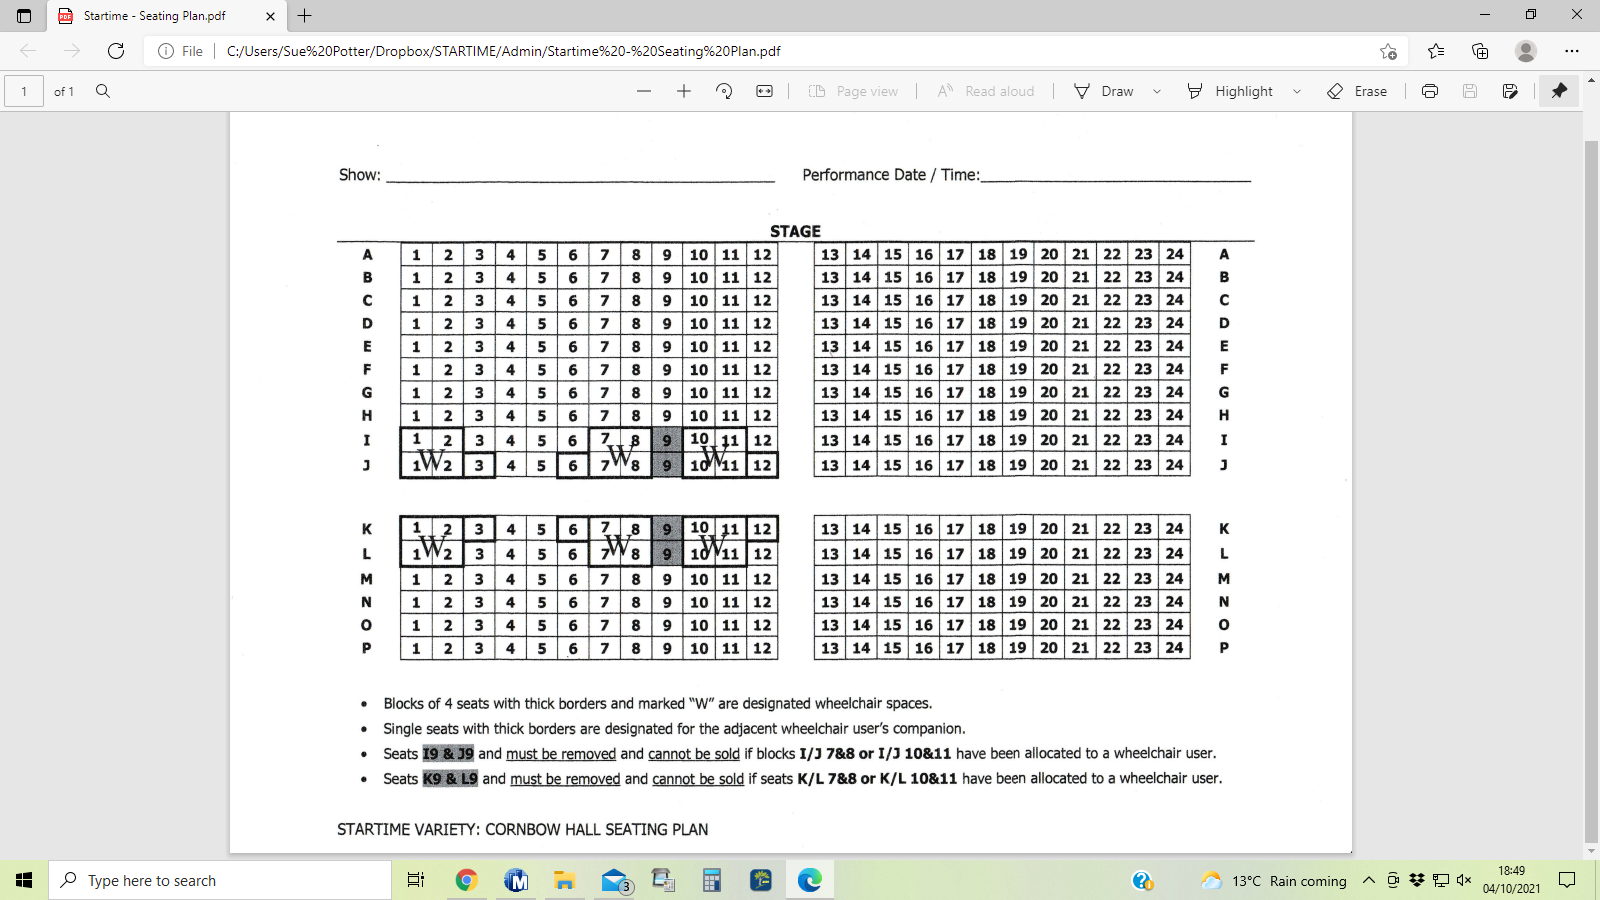 Startime - Seating Plan.pdf
File C:/Users/Sue%20Potter/Dropbox/STARTIME/Admin/Startime%20-%20Seating%20Plan.pdf
1 of 1 Page view Read aloud Draw Highlight Erase
Show: Performance Date / Time:
STAGE
A 1 2 3 4 5 6 7 8 9 10 11 12 13 14 15 16 17 18 19 20 21 22 23 24 A
B 1 2 3 4 5 6 7 8 9 10 11 12 13 14 15 16 17 18 19 20 21 22 23 24 B
C 1 2 3 4 5 6 7 8 9 10 11 12 13 14 15 16 17 18 19 20 21 22 23 24 C
D 1 2 3 4 5 6 7 8 9 10 11 12 13 14 15 16 17 18 19 20 21 22 23 24 D
E 1 2 3 4 5 6 7 8 9 10 11 12 13 14 15 16 17 18 19 20 21 22 23 24 E
F 1 2 3 4 5 6 7 8 9 10 11 12 13 14 15 16 17 18 19 20 21 22 23 24 F
G 1 2 3 4 5 6 7 8 9 10 11 12 13 14 15 16 17 18 19 20 21 22 23 24 G
H 1 2 3 4 5 6 7 8 9 10 11 12 13 14 15 16 17 18 19 20 21 22 23 24 H
I 1 2 3 4 5 6 7 8 9 10 11 12 13 14 15 16 17 18 19 20 21 22 23 24 I
W W W
J 1 2 3 4 5 6 7 8 9 10 11 12 13 14 15 16 17 18 19 20 21 22 23 24 J
K 1 2 3 4 5 6 7 8 9 10 11 12 13 14 15 16 17 18 19 20 21 22 23 24 K
W W W
L 1 2 3 4 5 6 7 8 9 10 11 12 13 14 15 16 17 18 19 20 21 22 23 24 L
M 1 2 3 4 5 6 7 8 9 10 11 12 13 14 15 16 17 18 19 20 21 22 23 24 M
N 1 2 3 4 5 6 7 8 9 10 11 12 13 14 15 16 17 18 19 20 21 22 23 24 N
O 1 2 3 4 5 6 7 8 9 10 11 12 13 14 15 16 17 18 19 20 21 22 23 24 O
P 1 2 3 4 5 6 7 8 9 10 11 12 13 14 15 16 17 18 19 20 21 22 23 24 P
• Blocks of 4 seats with thick borders and marked “W” are designated wheelchair spaces.
• Single seats with thick borders are designated for the adjacent wheelchair user’s companion.
• Seats I9 & J9 and must be removed and cannot be sold if blocks I/J 7&8 or I/J 10&11 have been allocated to a wheelchair user.
• Seats K9 & L9 and must be removed and cannot be sold if seats K/L 7&8 or K/L 10&11 have been allocated to a wheelchair user.
STARTIME VARIETY: CORNBOW HALL SEATING PLAN
Type here to search 3 13°C Rain coming 18:49
04/10/2021